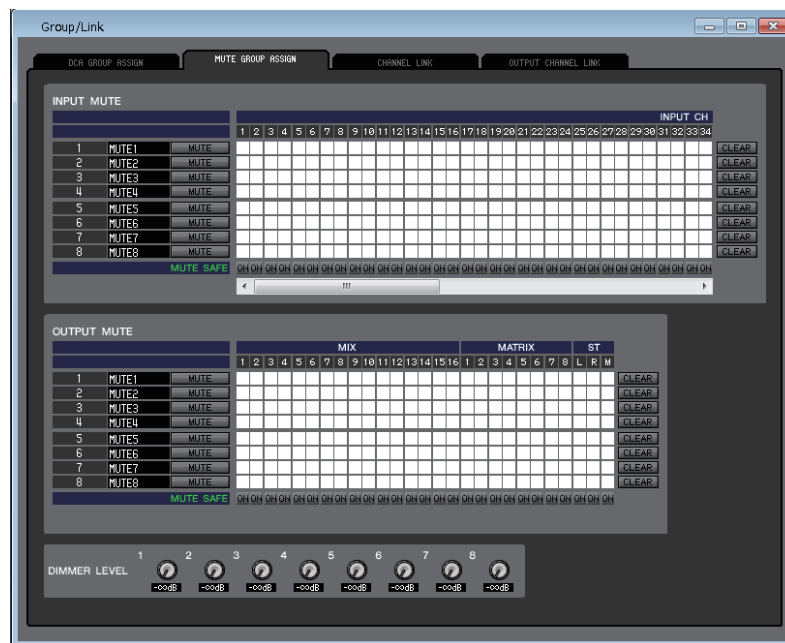 Group/Link
DCA GROUP ASSIGN MUTE GROUP ASSIGN CHANNEL LINK OUTPUT CHANNEL LINK
INPUT MUTE
INPUT CH
1 2 3 4 5 6 7 8 9 10 11 12 13 14 15 16 17 18 19 20 21 22 23 24 25 26 27 28 29 30 31 32 33 34
1 MUTE1 MUTE CLEAR
2 MUTE2 MUTE CLEAR
3 MUTE3 MUTE CLEAR
4 MUTE4 MUTE CLEAR
5 MUTE5 MUTE CLEAR
6 MUTE6 MUTE CLEAR
7 MUTE7 MUTE CLEAR
8 MUTE8 MUTE CLEAR
MUTE SAFE ON ON ON ON ON ON ON ON ON ON ON ON ON ON ON ON ON ON ON ON ON ON ON ON ON ON ON ON ON ON ON ON ON ON
OUTPUT MUTE
MIX MATRIX ST
1 2 3 4 5 6 7 8 9 10 11 12 13 14 15 16 1 2 3 4 5 6 7 8 L R M
1 MUTE1 MUTE CLEAR
2 MUTE2 MUTE CLEAR
3 MUTE3 MUTE CLEAR
4 MUTE4 MUTE CLEAR
5 MUTE5 MUTE CLEAR
6 MUTE6 MUTE CLEAR
7 MUTE7 MUTE CLEAR
8 MUTE8 MUTE CLEAR
MUTE SAFE ON ON ON ON ON ON ON ON ON ON ON ON ON ON ON ON ON ON ON ON ON ON ON ON ON ON ON
1 2 3 4 5 6 7 8
DIMMER LEVEL
-∞dB -∞dB -∞dB -∞dB -∞dB -∞dB -∞dB -∞dB